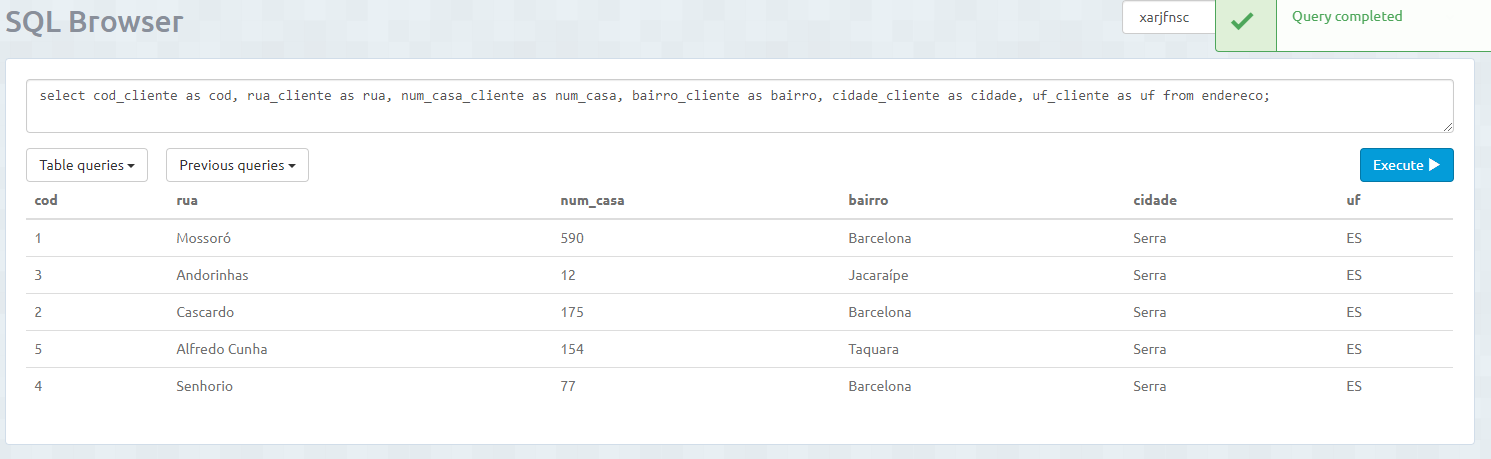 SQL Browser
xarjfnsc
Query completed
select cod_cliente as cod, rua_cliente as rua, num_casa_cliente as num_casa, bairro_cliente as bairro, cidade_cliente as cidade, uf_cliente as uf from endereco;
Table queries Previous queries Execute
cod rua num_casa bairro cidade uf
1 Mossoró 590 Barcelona Serra ES
3 Andorinhas 12 Jacaraípe Serra ES
2 Cascardo 175 Barcelona Serra ES
5 Alfredo Cunha 154 Taquara Serra ES
4 Senhorio 77 Barcelona Serra ES